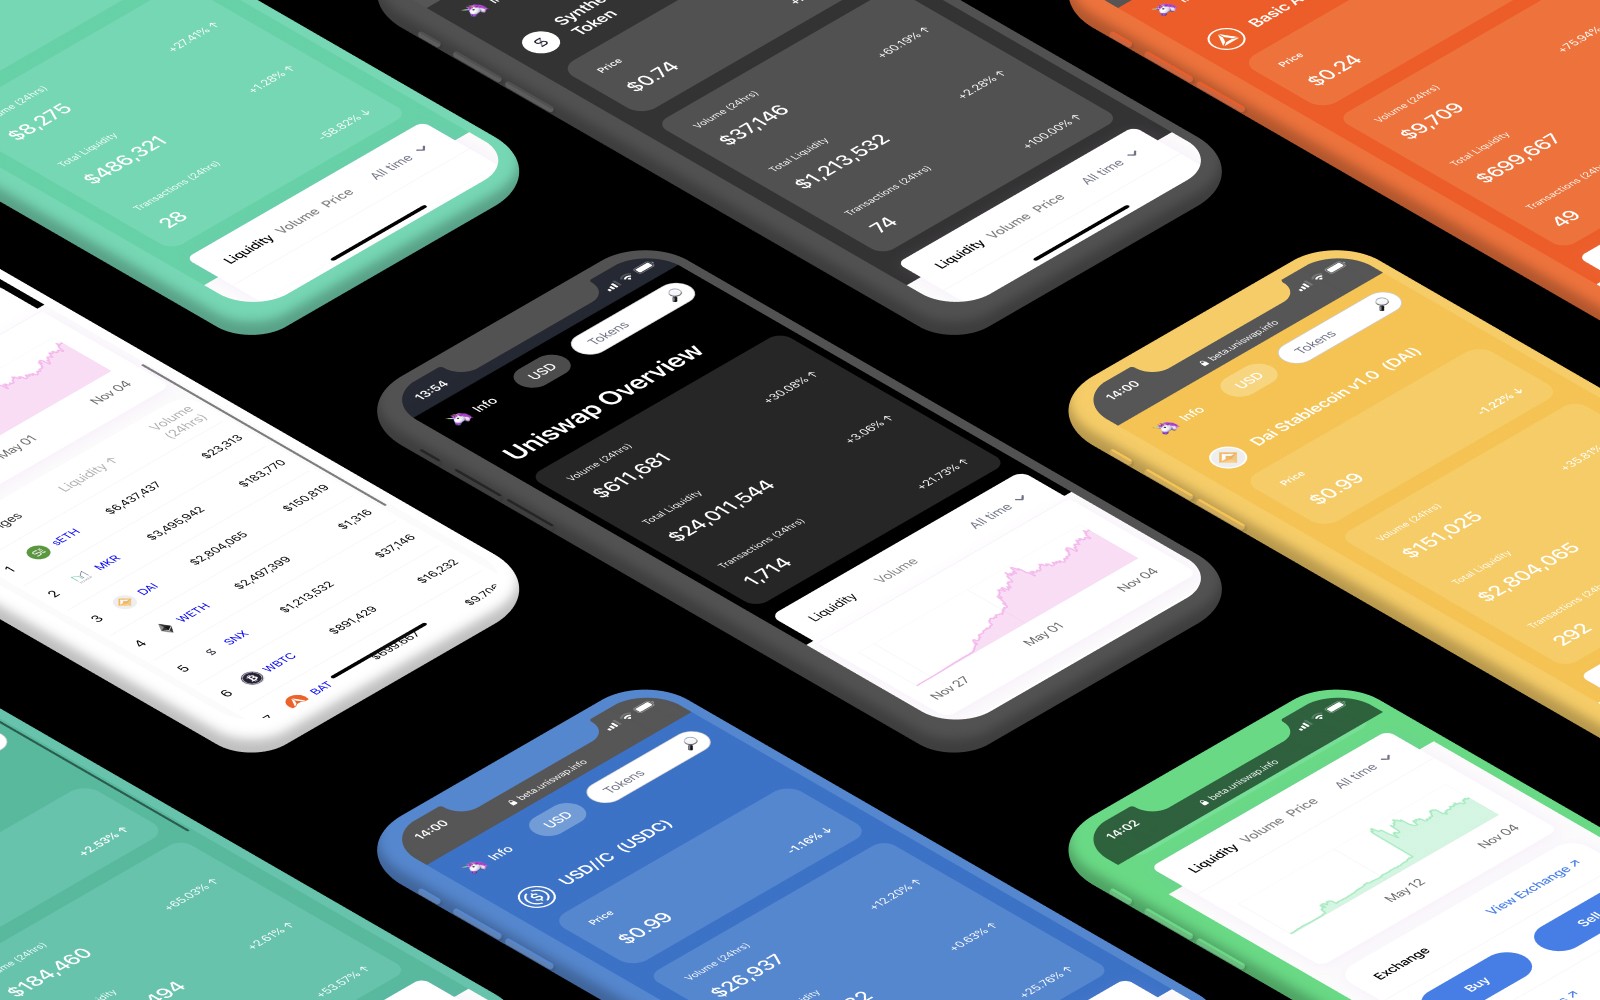 +27.41% ↑
Volume (24hrs)
$8,275
+1.28% ↑
Total Liquidity
$486,321
-58.82% ↓
Transactions (24hrs)
28
Liquidity Volume Price All time
Token
Price
$0.74
+60.19% ↑
Volume (24hrs)
$37,146
+2.28% ↑
Total Liquidity
$1,213,532
+100.00% ↑
Transactions (24hrs)
74
Liquidity Volume Price All time
Basic
Price
$0.24
+75.94%
Volume (24hrs)
$9,709
Total Liquidity
$699,667
Transactions (24hrs)
49
May 01
Nov 04
Liquidity ↑
Volume (24hrs)
1 sETH $6,437,437 $23,313
2 MKR $3,495,942 $183,770
3 DAI $2,804,065 $150,819
4 WETH $2,497,399 $1,316
5 SNX $1,213,532 $37,146
6 WBTC $891,429 $16,232
7 BAT $699,667 $9,709
13:54
Info
USD
Tokens
Uniswap Overview
Volume (24hrs)
$611,681
+30.08% ↑
Total Liquidity
$24,011,544
+3.06% ↑
Transactions (24hrs)
1,714
+21.73% ↑
Liquidity Volume All time
Nov 27
May 01
Nov 04
14:00
beta.uniswap.info
Info
USD
Tokens
Dai Stablecoin v1.0 (DAI)
Price
$0.99
-1.22% ↓
Volume (24hrs)
$151,025
+35.81%
Total Liquidity
$2,804,065
Transactions (24hrs)
292
+2.53% ↑
+65.03% ↑
Volume (24hrs)
$184,460
+2.61% ↑
Liquidity
494
+53.57% ↑
14:00
beta.uniswap.info
Info
USD
Tokens
USD//C (USDC)
Price
$0.99
-1.16% ↓
Volume (24hrs)
$26,937
+12.20% ↑
Total Liquidity
+0.63% ↑
+25.76% ↑
14:02
beta.uniswap.info
Liquidity Volume Price All time
May 12
Nov 04
Exchange
View Exchange ↗
Buy
Sell